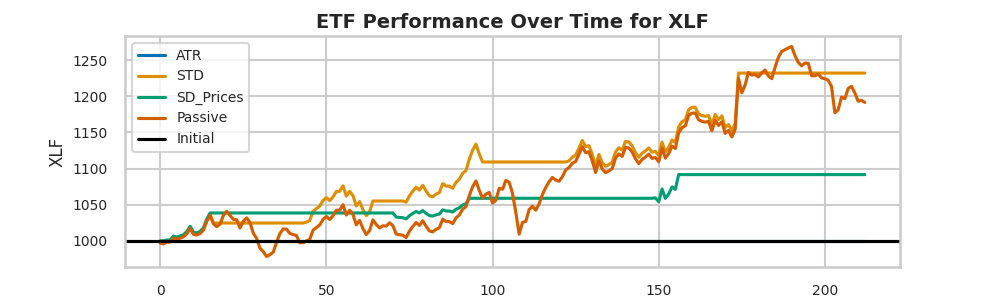 ETF Performance Over Time for XLF
XLF
1250
1200
1150
1100
1050
1000
ATR
STD
SD_Prices
Passive
Initial
0 50 100 150 200